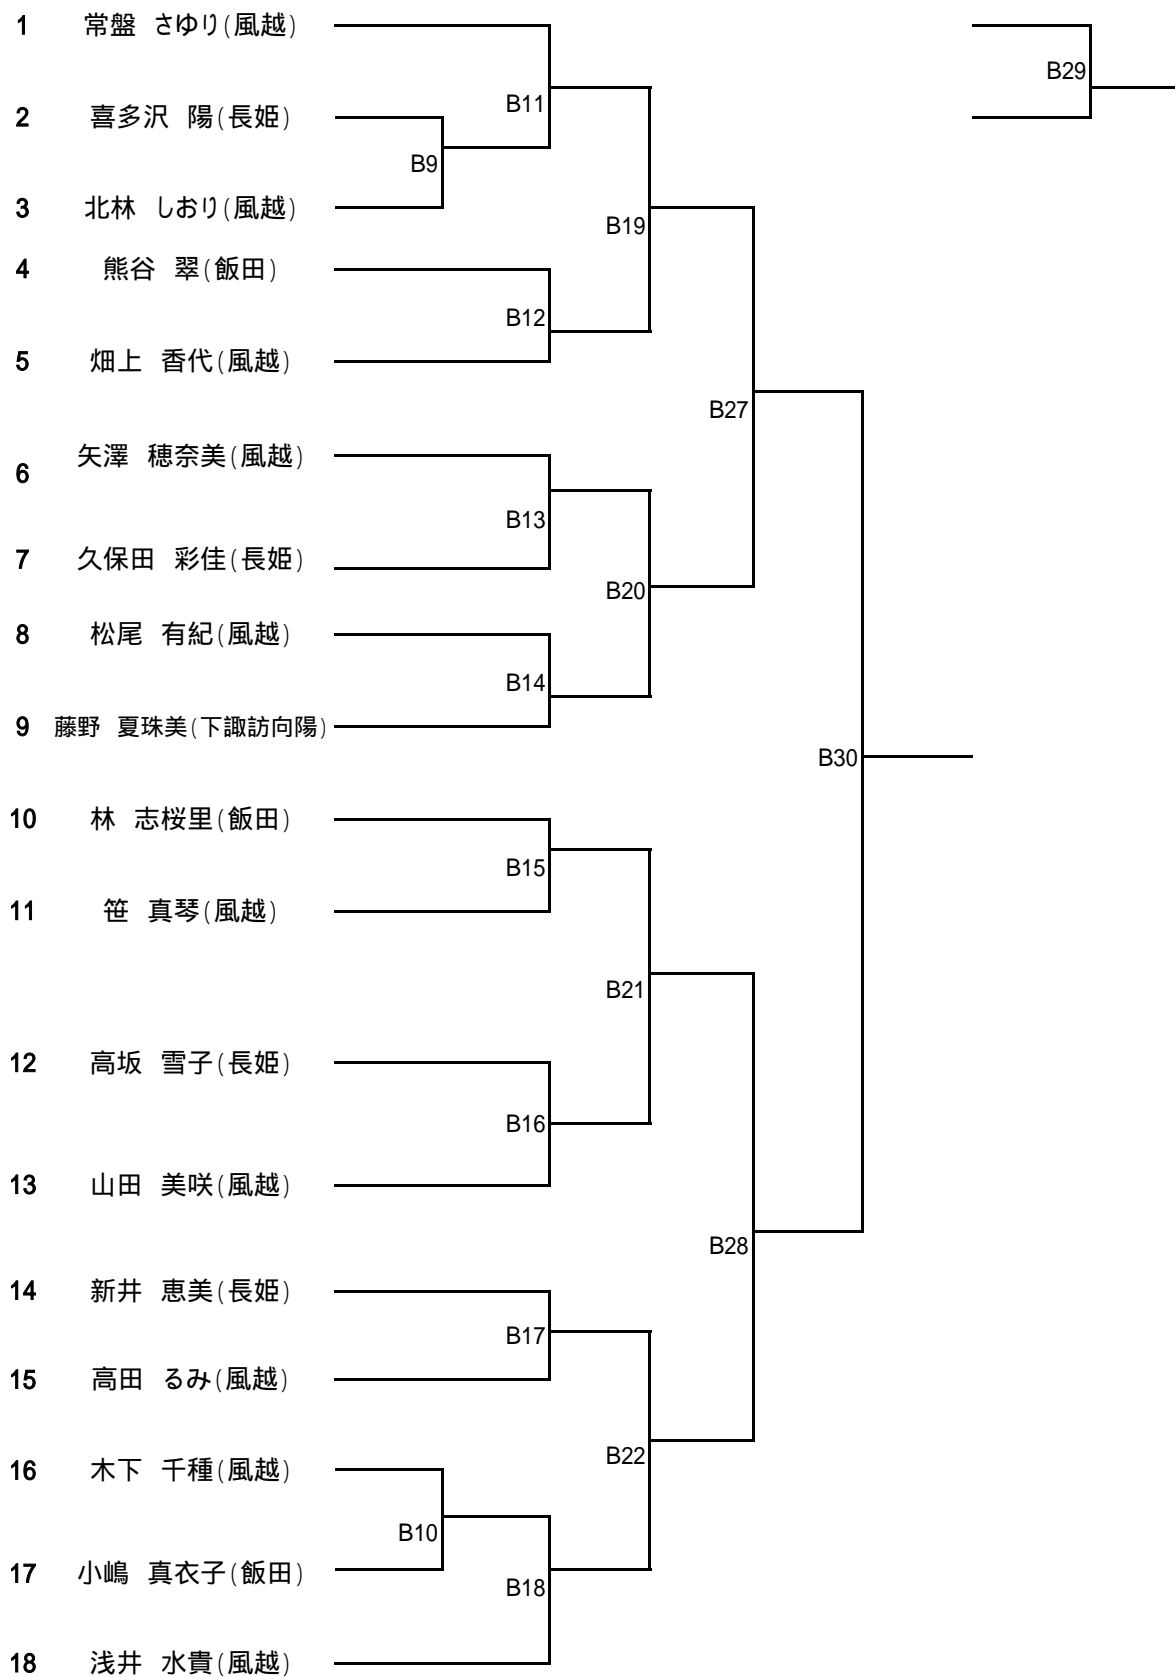 1 常盤 さゆり(風越)
B29
B11
2 喜多沢 陽(長姫)
B9
3 北林 しおり(風越)
B19
4 熊谷 翠(飯田)
B12
5 畑上 香代(風越)
B27
6 矢澤 穂奈美(風越)
B13
7 久保田 彩佳(長姫)
B20
8 松尾 有紀(風越)
B14
9 藤野 夏珠美(下諏訪向陽)
B30
10 林 志桜里(飯田)
B15
11 笹 真琴(風越)
B21
12 高坂 雪子(長姫)
B16
13 山田 美咲(風越)
B28
14 新井 恵美(長姫)
B17
15 高田 るみ(風越)
B22
16 木下 千種(風越)
B10
17 小嶋 真衣子(飯田)
B18
18 浅井 水貴(風越)